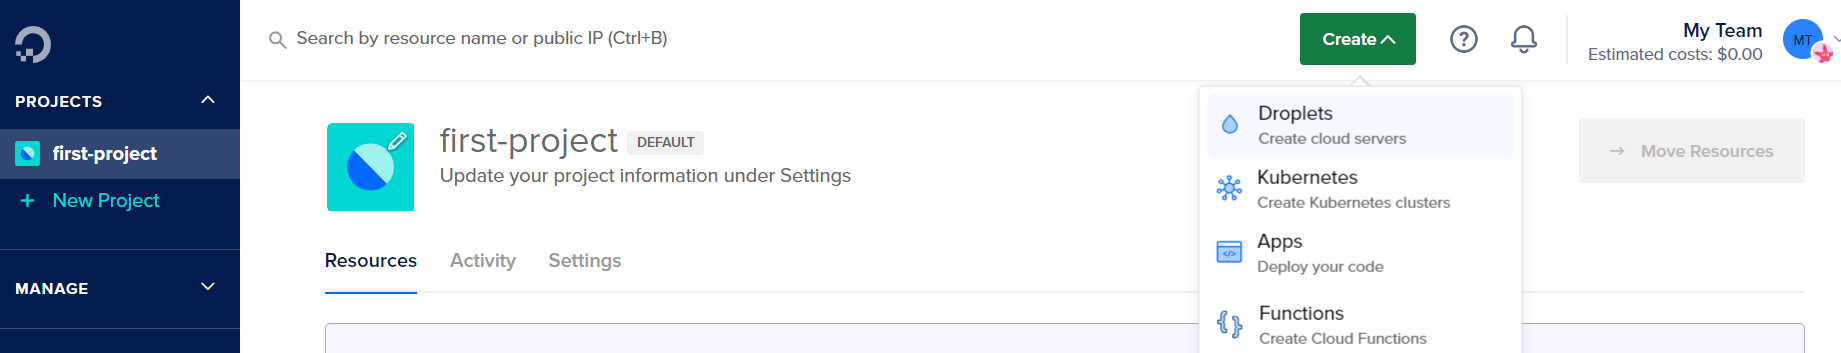 Search by resource name or public IP (Ctrl+B)
Create
My Team
Estimated costs: $0.00
MT
PROJECTS
first-project
New Project
MANAGE
first-project DEFAULT
Update your project information under Settings
Move Resources
Resources Activity Settings
Droplets
Create cloud servers
Kubernetes
Create Kubernetes clusters
Apps
Deploy your code
Functions
Create Cloud Functions